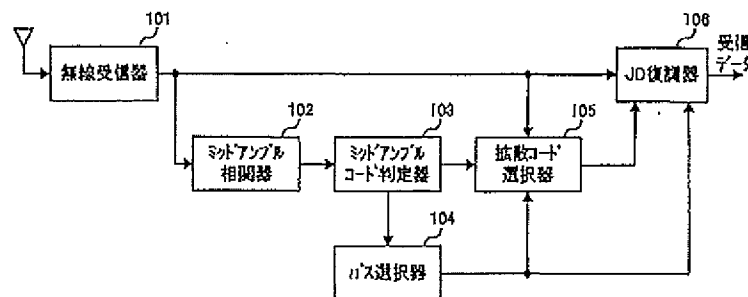 101
無線受信器
102
ミッドアンブル
相関器
103
ミッドアンブル
コード判定器
104
パス選択器
105
拡散コード
選択器
106
JD復調器
受信
データ